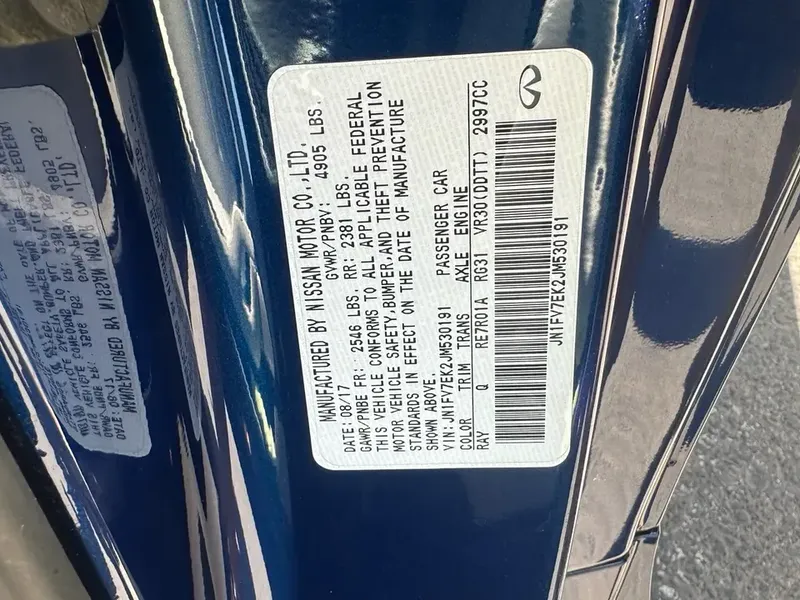 MANUFACTURED BY NISSAN MOTOR CO.,LTD.
DATE: 08/17 GVWR/PNBV: 4905 LBS.
GAWR/PNBE FR: 2546 LBS. RR: 2381 LBS.
THIS VEHICLE CONFORMS TO ALL APPLICABLE FEDERAL
MOTOR VEHICLE SAFETY,BUMPER,AND THEFT PREVENTION
STANDARDS IN EFFECT ON THE DATE OF MANUFACTURE
SHOWN ABOVE.
VIN:JN1FV7EK2JM530191 PASSENGER CAR
COLOR TRIM TRANS AXLE ENGINE
RAY Q RE7R01A RG31 VR30(DDTT) 2997CC
JN1FV7EK2JM530191